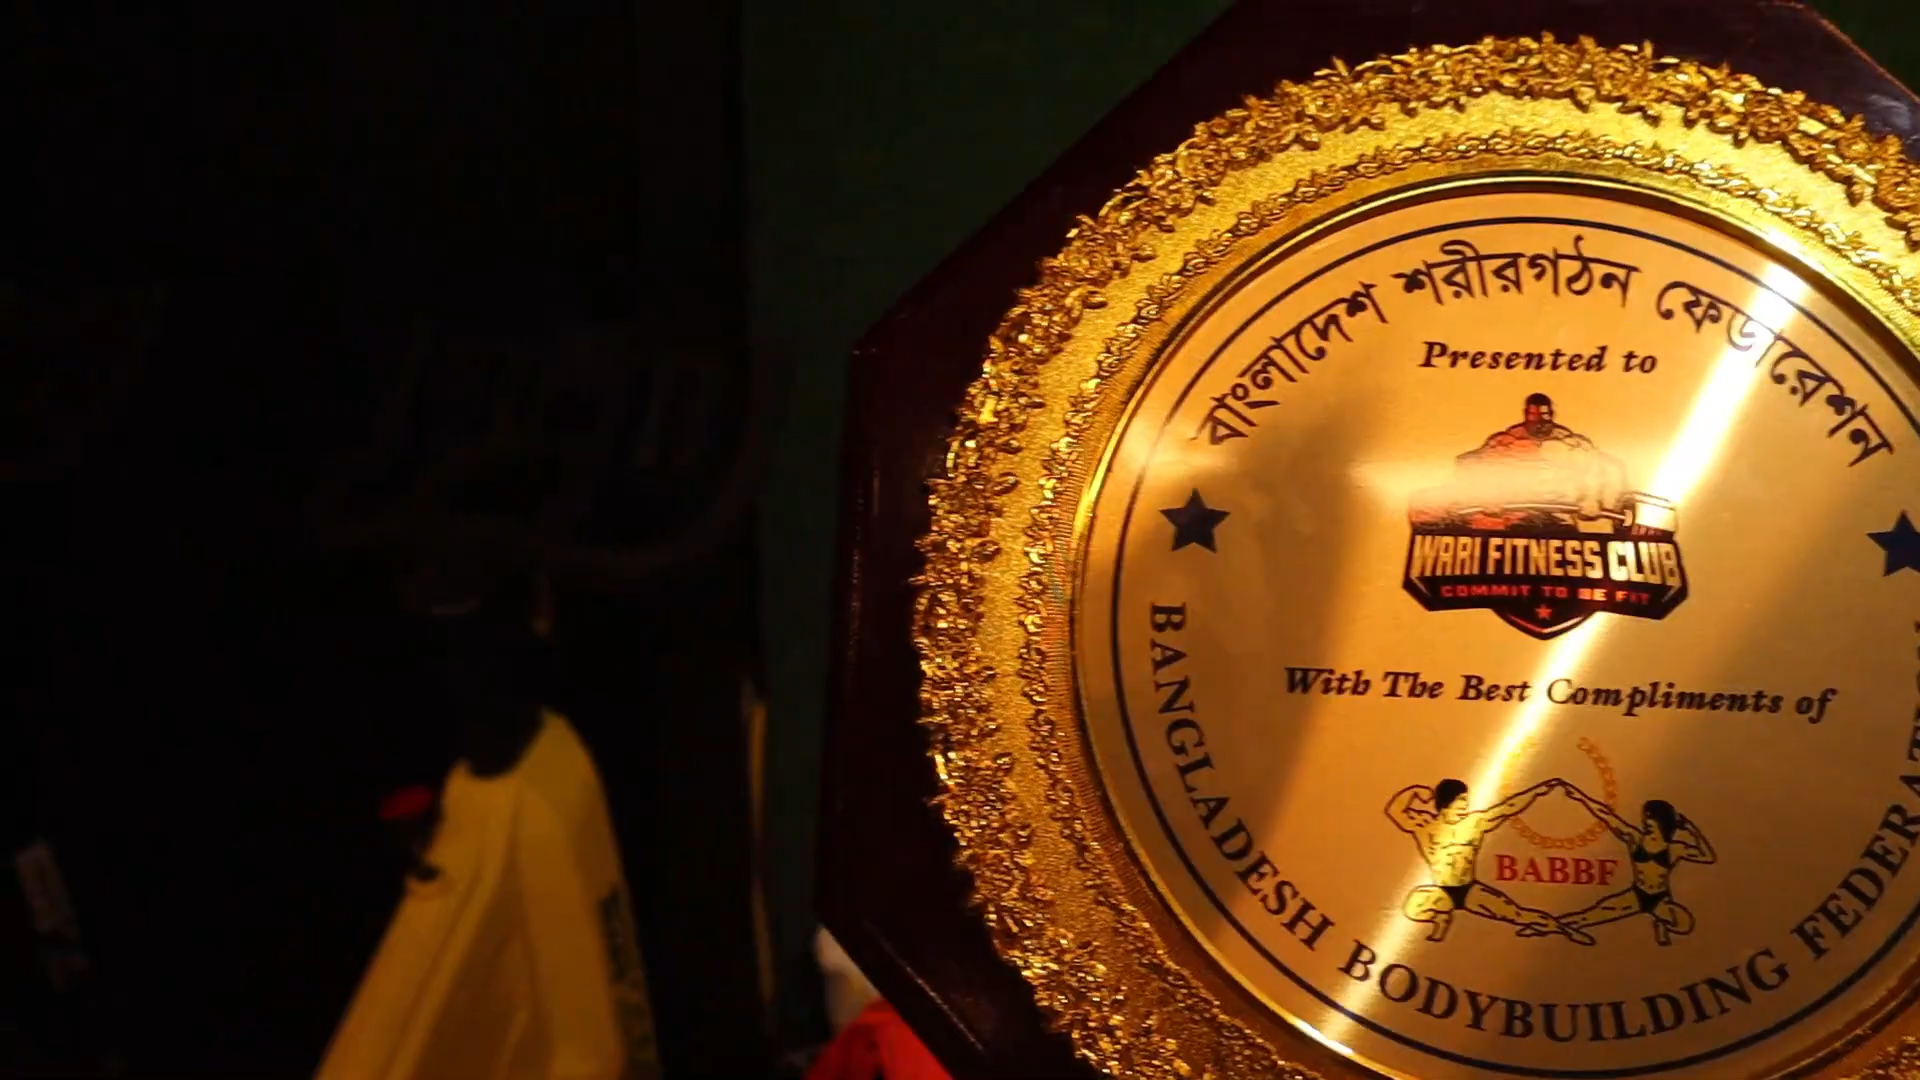 বাংলাদেশ শরীরগঠন ফেডারেশন
Presented to
WARI FITNESS CLUB
COMMIT TO BE FIT
With The Best Compliments of
BABBF
BANGLADESH BODYBUILDING FEDERATION